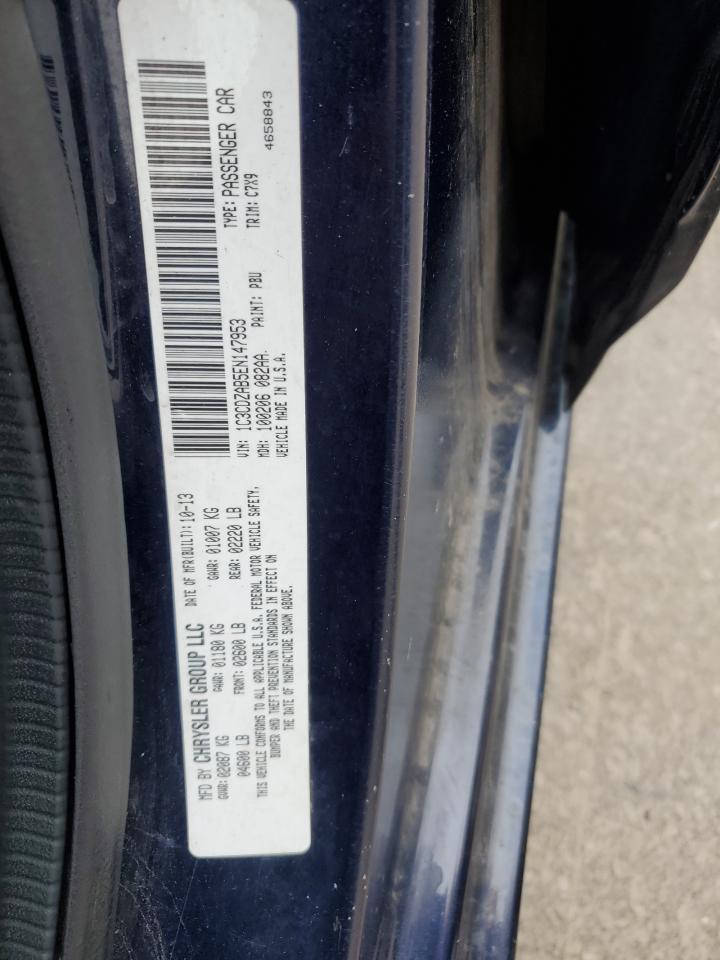 MFD BY CHRYSLER GROUP LLC DATE OF MFR(BUILT): 10-13
GVWR: 02087 KG GAWR: 01180 KG GAWR: 01007 KG
04600 LB FRONT: 02600 LB REAR: 02220 LB
THIS VEHICLE CONFORMS TO ALL APPLICABLE U.S.A. FEDERAL MOTOR VEHICLE SAFETY,
BUMPER AND THEFT PREVENTION STANDARDS IN EFFECT ON
THE DATE OF MANUFACTURE SHOWN ABOVE.
VIN: 1C3CDZAB5EN147953 TYPE: PASSENGER CAR
MDH: 100206 082AA PAINT: PBU TRIM: C7X9
VEHICLE MADE IN U.S.A. 4658843